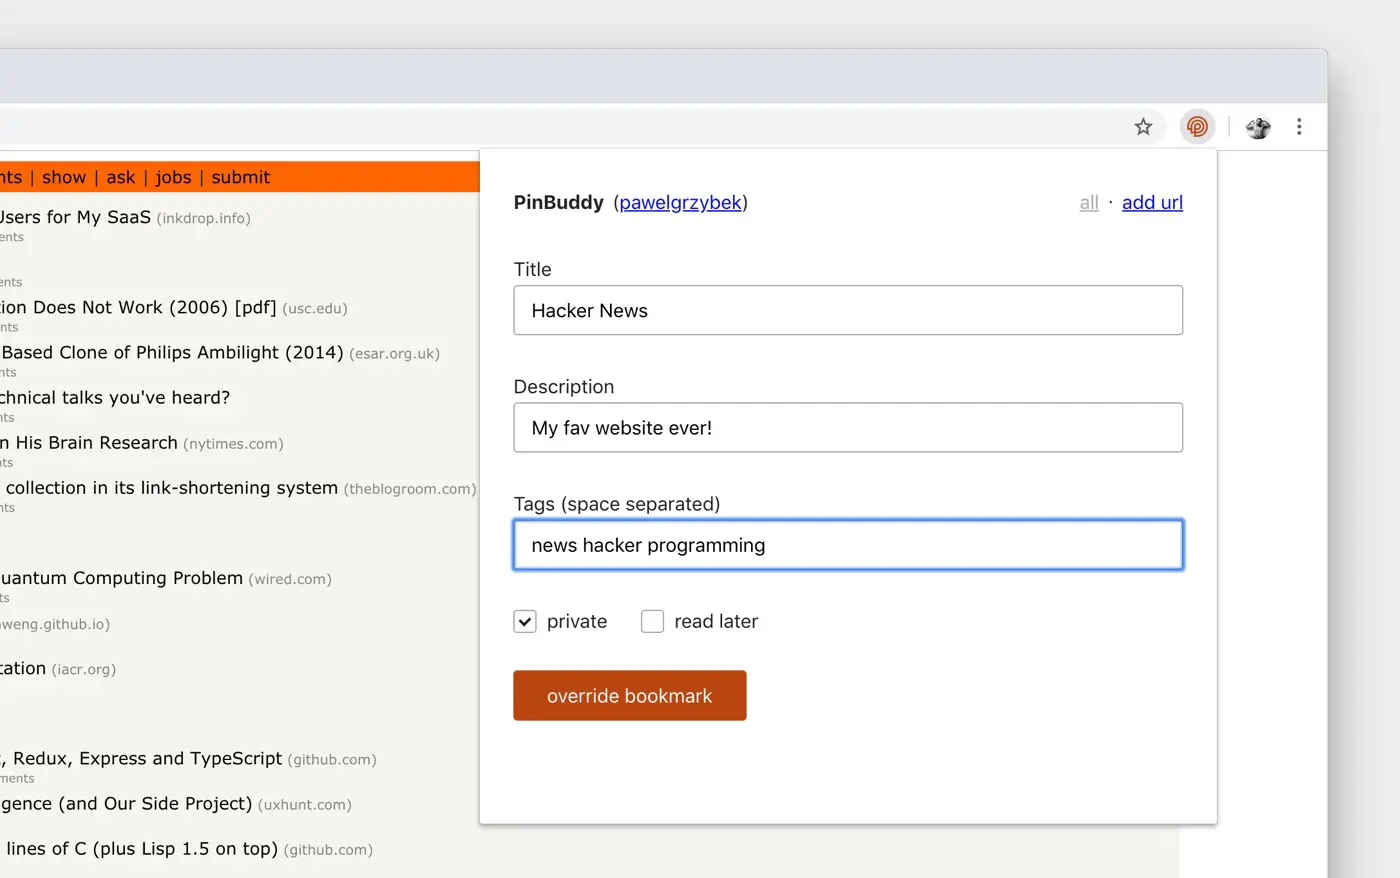 nts | show | ask | jobs | submit
Users for My SaaS (inkdrop.info)
ents
ents
ion Does Not Work (2006) [pdf] (usc.edu)
nts
Based Clone of Philips Ambilight (2014) (esar.org.uk)
nts
chnical talks you've heard?
nts
n His Brain Research (nytimes.com)
nts
collection in its link-shortening system (theblogroom.com)
nts
uantum Computing Problem (wired.com)
ts
weng.github.io)
tation (iacr.org)
, Redux, Express and TypeScript (github.com)
ments
gence (and Our Side Project) (uxhunt.com)
lines of C (plus Lisp 1.5 on top) (github.com)
PinBuddy (pawelgrzybek)
all · add url
Title
Hacker News
Description
My fav website ever!
Tags (space separated)
news hacker programming
private
read later
override bookmark